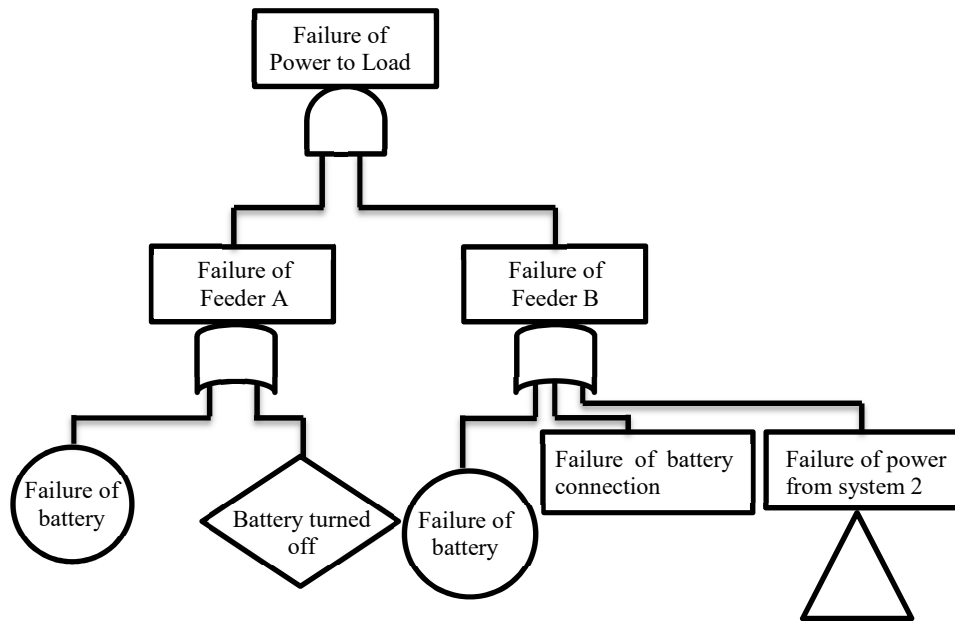 Failure of
Power to Load
Failure of
Feeder A
Failure of
Feeder B
Failure of
battery
Battery turned
off
Failure of
battery
Failure of battery
connection
Failure of power
from system 2